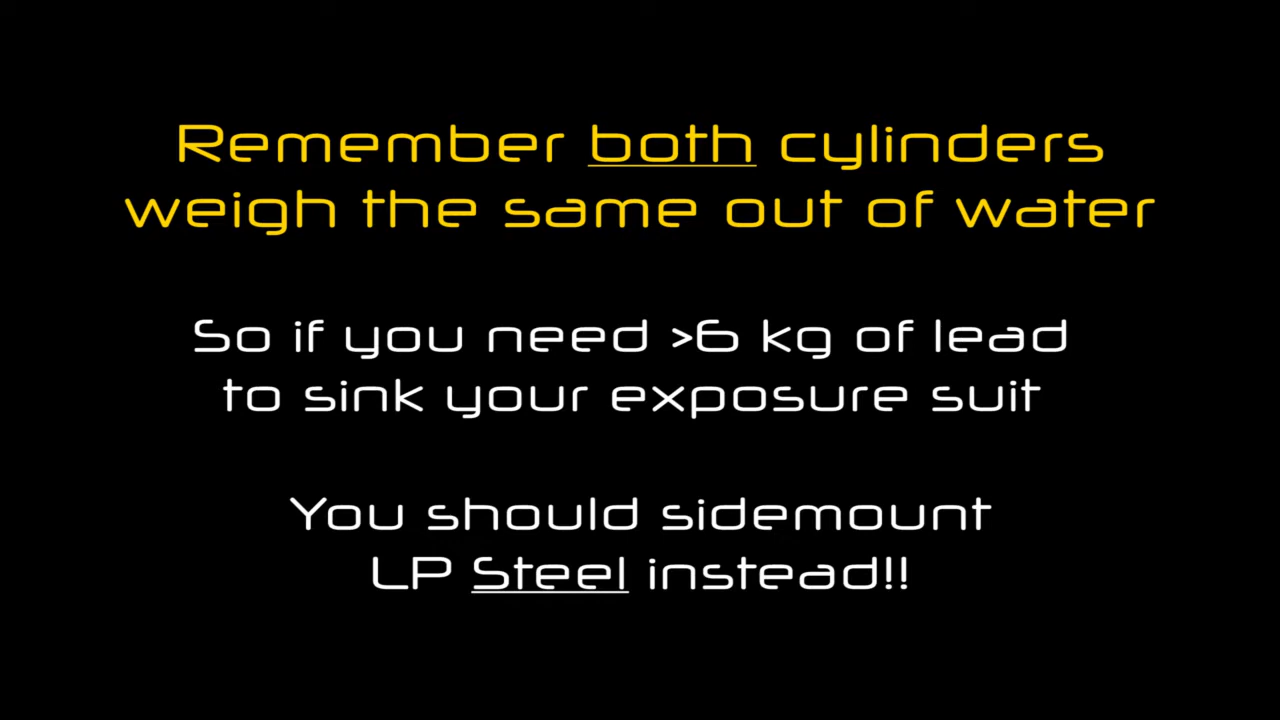 Remember both cylinders
weigh the same out of water
So if you need >6 kg of lead
to sink your exposure suit
You should sidemount
LP Steel instead!!